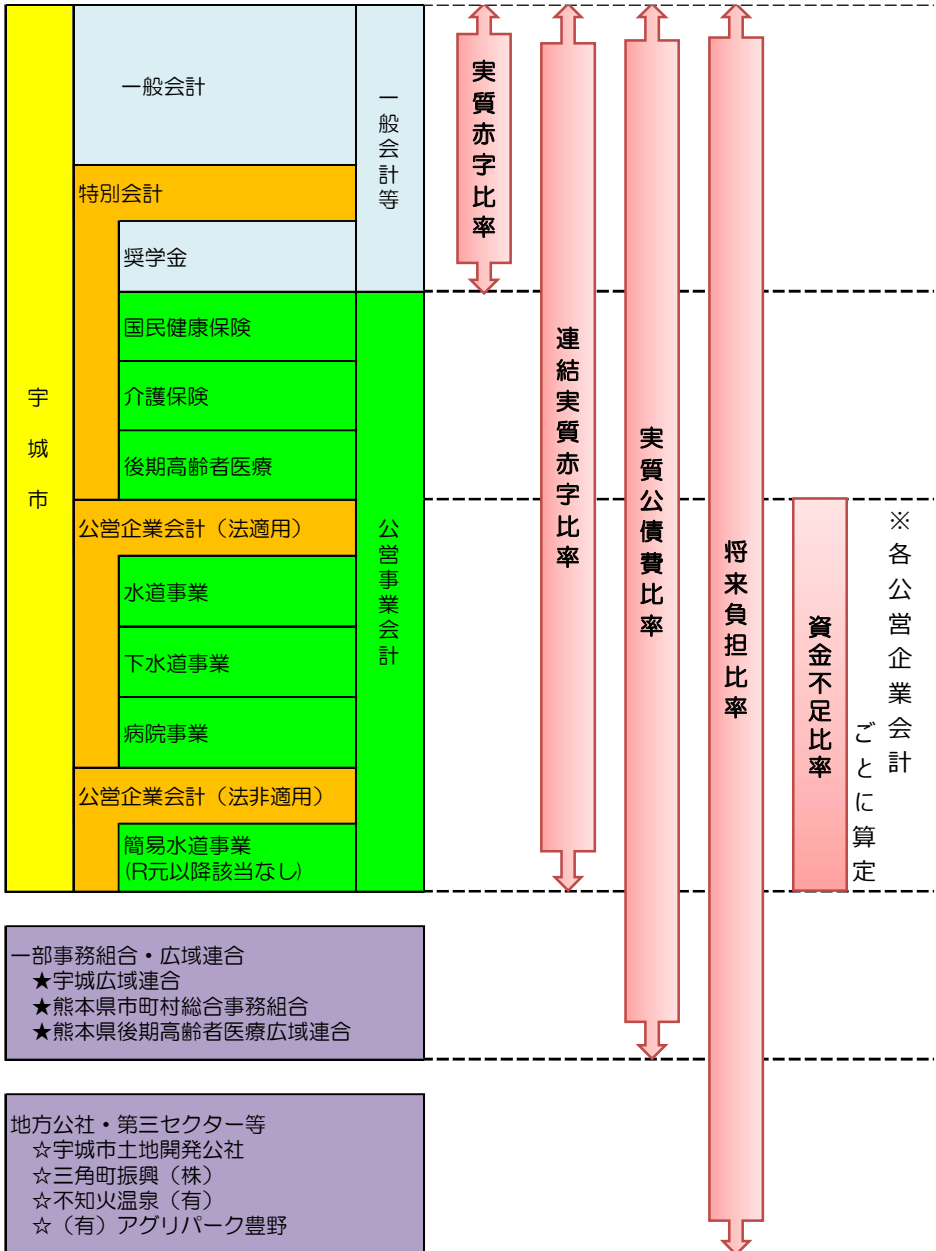 宇城市
一般会計
一般会計等
特別会計
奨学金
国民健康保険
介護保険
後期高齢者医療
公営企業会計（法適用）
水道事業
下水道事業
病院事業
公営企業会計（法非適用）
簡易水道事業
(R元以降該当なし)
公営事業会計
実質赤字比率
連結実質赤字比率
実質公債費比率
将来負担比率
資金不足比率
※各公営企業会計
ごとに算定
一部事務組合・広域連合
★宇城広域連合
★熊本県市町村総合事務組合
★熊本県後期高齢者医療広域連合
地方公社・第三セクター等
☆宇城市土地開発公社
☆三角町振興（株）
☆不知火温泉（有）
☆（有）アグリパーク豊野